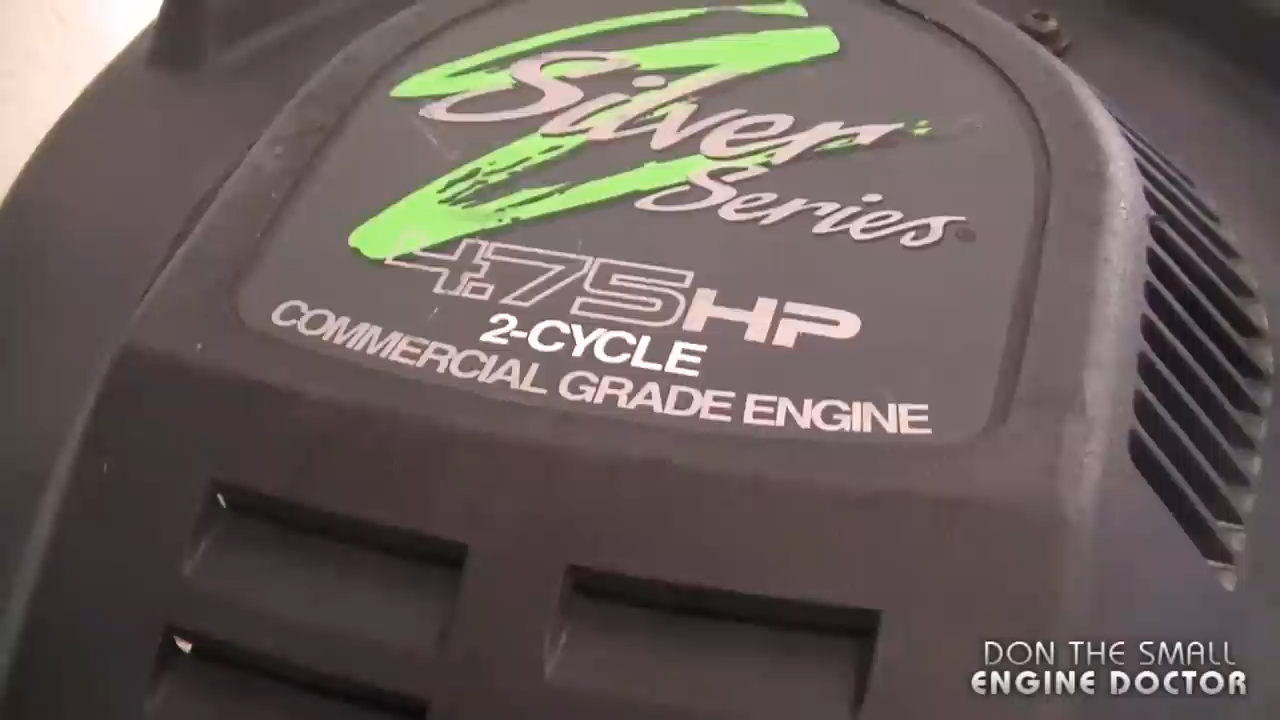 Silver
Series
4.75HP
2-CYCLE
COMMERCIAL GRADE ENGINE
DON THE SMALL
ENGINE DOCTOR